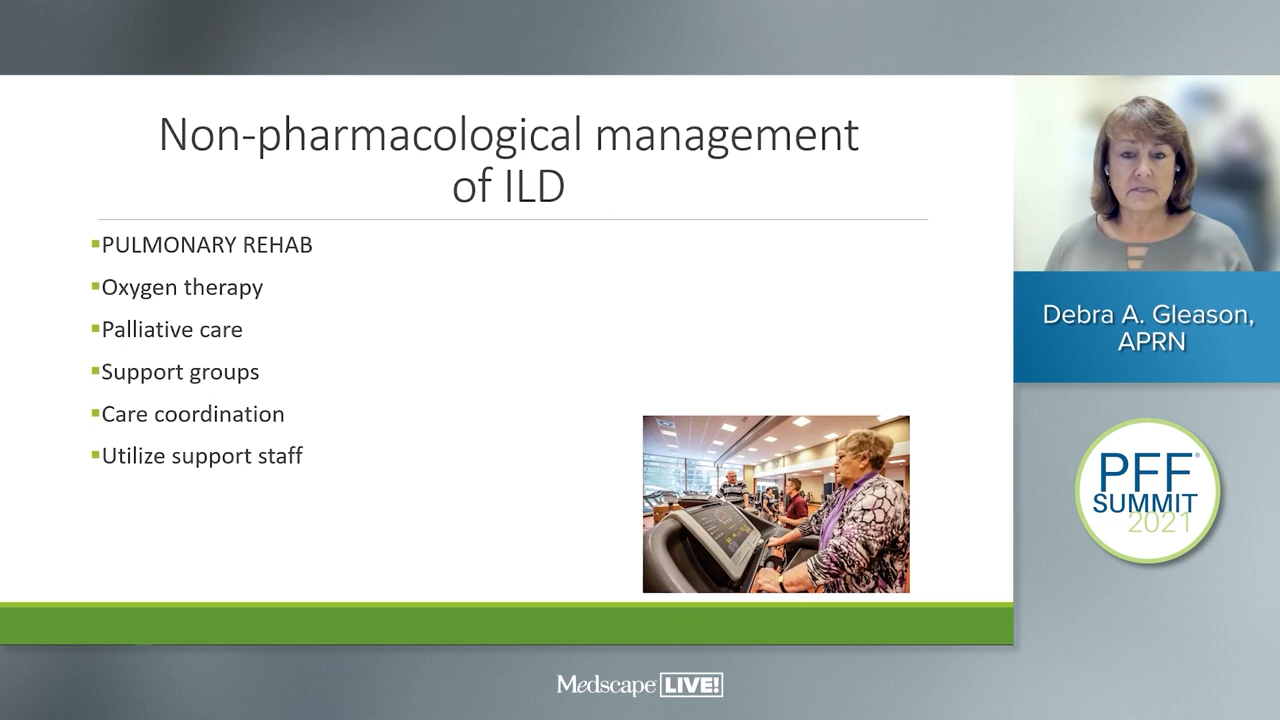 Non-pharmacological management
of ILD
▪PULMONARY REHAB
▪Oxygen therapy
▪Palliative care
▪Support groups
▪Care coordination
▪Utilize support staff
Debra A. Gleason,
APRN
PFF®
SUMMIT
2021
Medscape LIVE!